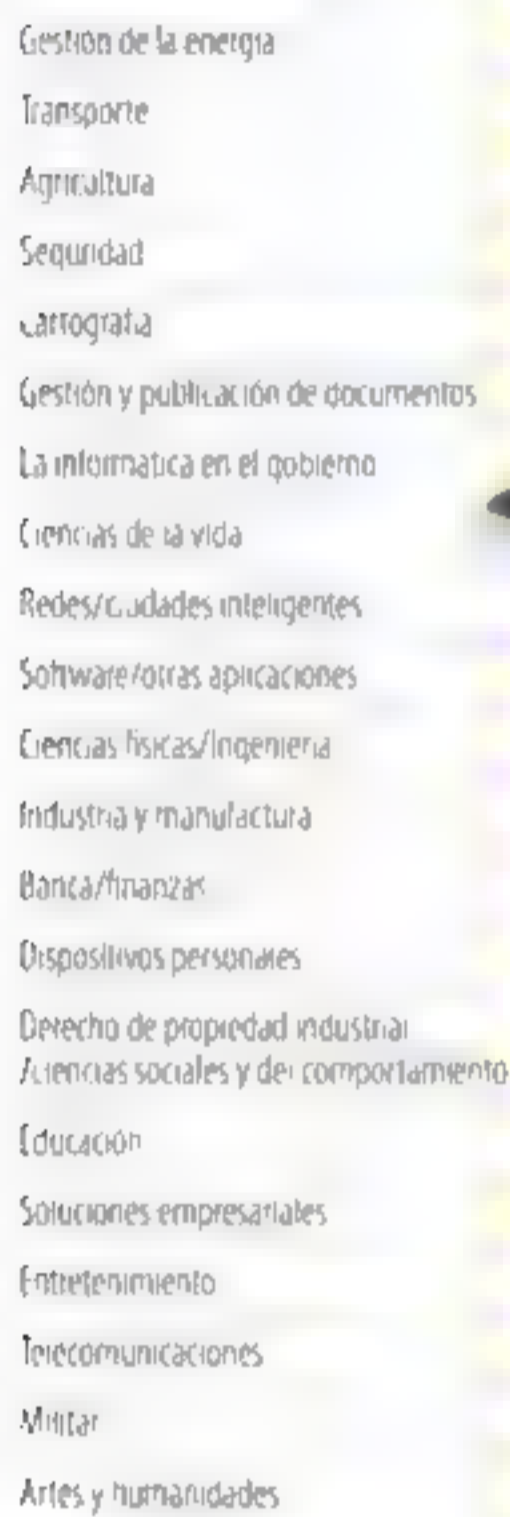 Gestión de la energía
Transporte
Agricultura
Seguridad
Cartografía
Gestión y publicación de documentos
La informática en el gobierno
Ciencias de la vida
Redes/ciudades inteligentes
Software/otras aplicaciones
Ciencias físicas/Ingeniería
Industria y manufactura
Banca/finanzas
Dispositivos personales
Derecho de propiedad industrial
/ciencias sociales y del comportamiento
Educación
Soluciones empresariales
Entretenimiento
Telecomunicaciones
Militar
Artes y humanidades